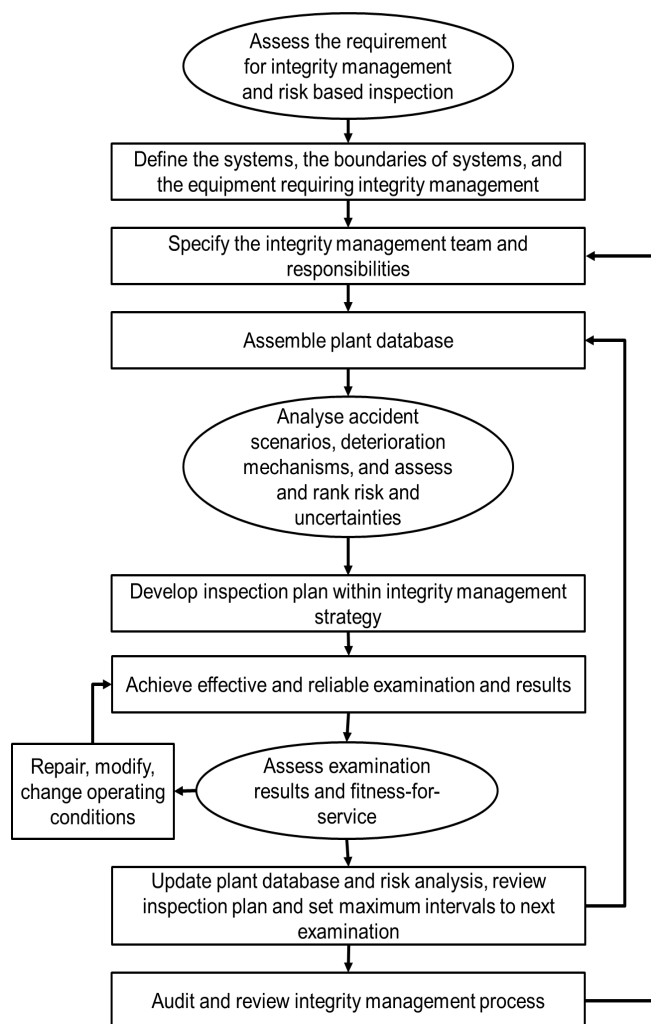 Assess the requirement
for integrity management
and risk based inspection
Define the systems, the boundaries of systems, and
the equipment requiring integrity management
Specify the integrity management team and
responsibilities
Assemble plant database
Analyse accident
scenarios, deterioration
mechanisms, and assess
and rank risk and
uncertainties
Develop inspection plan within integrity management
strategy
Achieve effective and reliable examination and results
Repair, modify,
change operating
conditions
Assess examination
results and fitness-for-
service
Update plant database and risk analysis, review
inspection plan and set maximum intervals to next
examination
Audit and review integrity management process